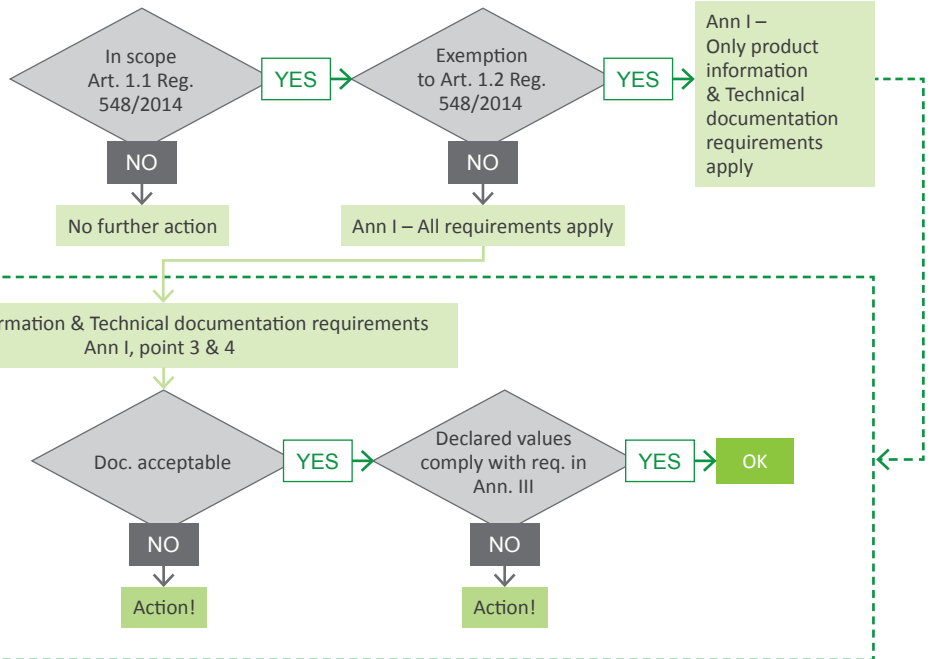 In scope
Art. 1.1 Reg.
548/2014
YES
Exemption
to Art. 1.2 Reg.
548/2014
YES
Ann I –
Only product
information
& Technical
documentation
requirements
apply
NO
NO
No further action
Ann I – All requirements apply
rmation & Technical documentation requirements
Ann I, point 3 & 4
Doc. acceptable
YES
Declared values
comply with req. in
Ann. III
YES
OK
NO
NO
Action!
Action!